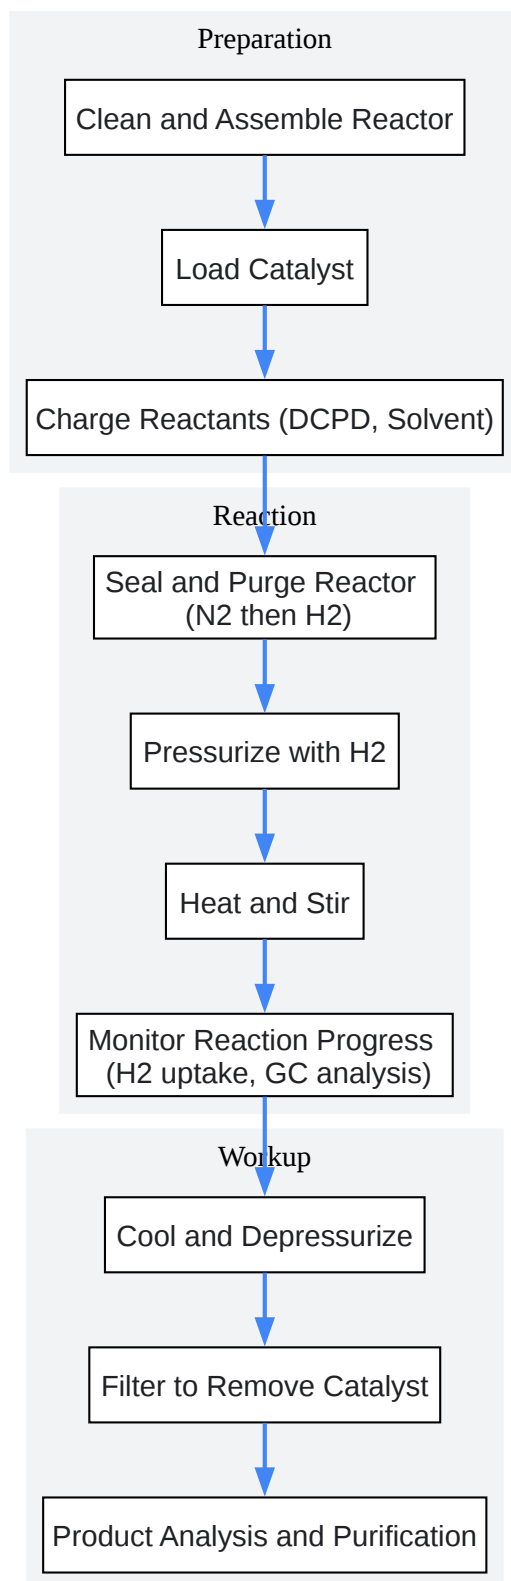 Preparation
Clean and Assemble Reactor
Load Catalyst
Charge Reactants (DCPD, Solvent)
Reaction
Seal and Purge Reactor
(N2 then H2)
Pressurize with H2
Heat and Stir
Monitor Reaction Progress
(H2 uptake, GC analysis)
Workup
Cool and Depressurize
Filter to Remove Catalyst
Product Analysis and Purification